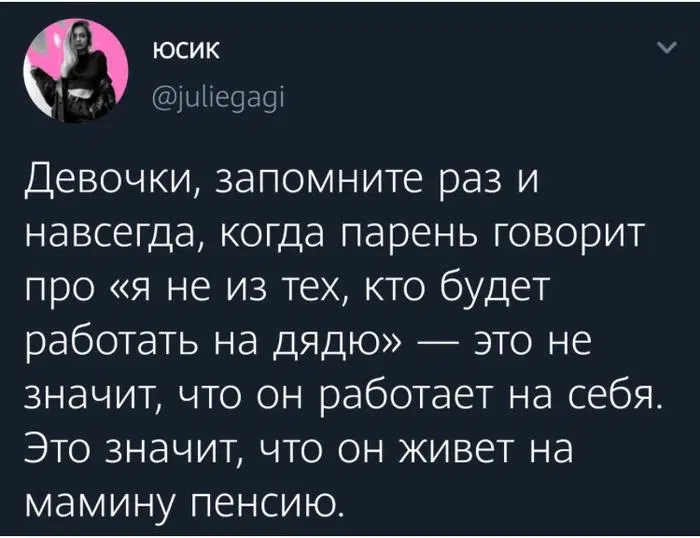 юсик
@juliegagi
Девочки, запомните раз и
навсегда, когда парень говорит
про «я не из тех, кто будет
работать на дядю» — это не
значит, что он работает на себя.
Это значит, что он живет на
мамину пенсию.